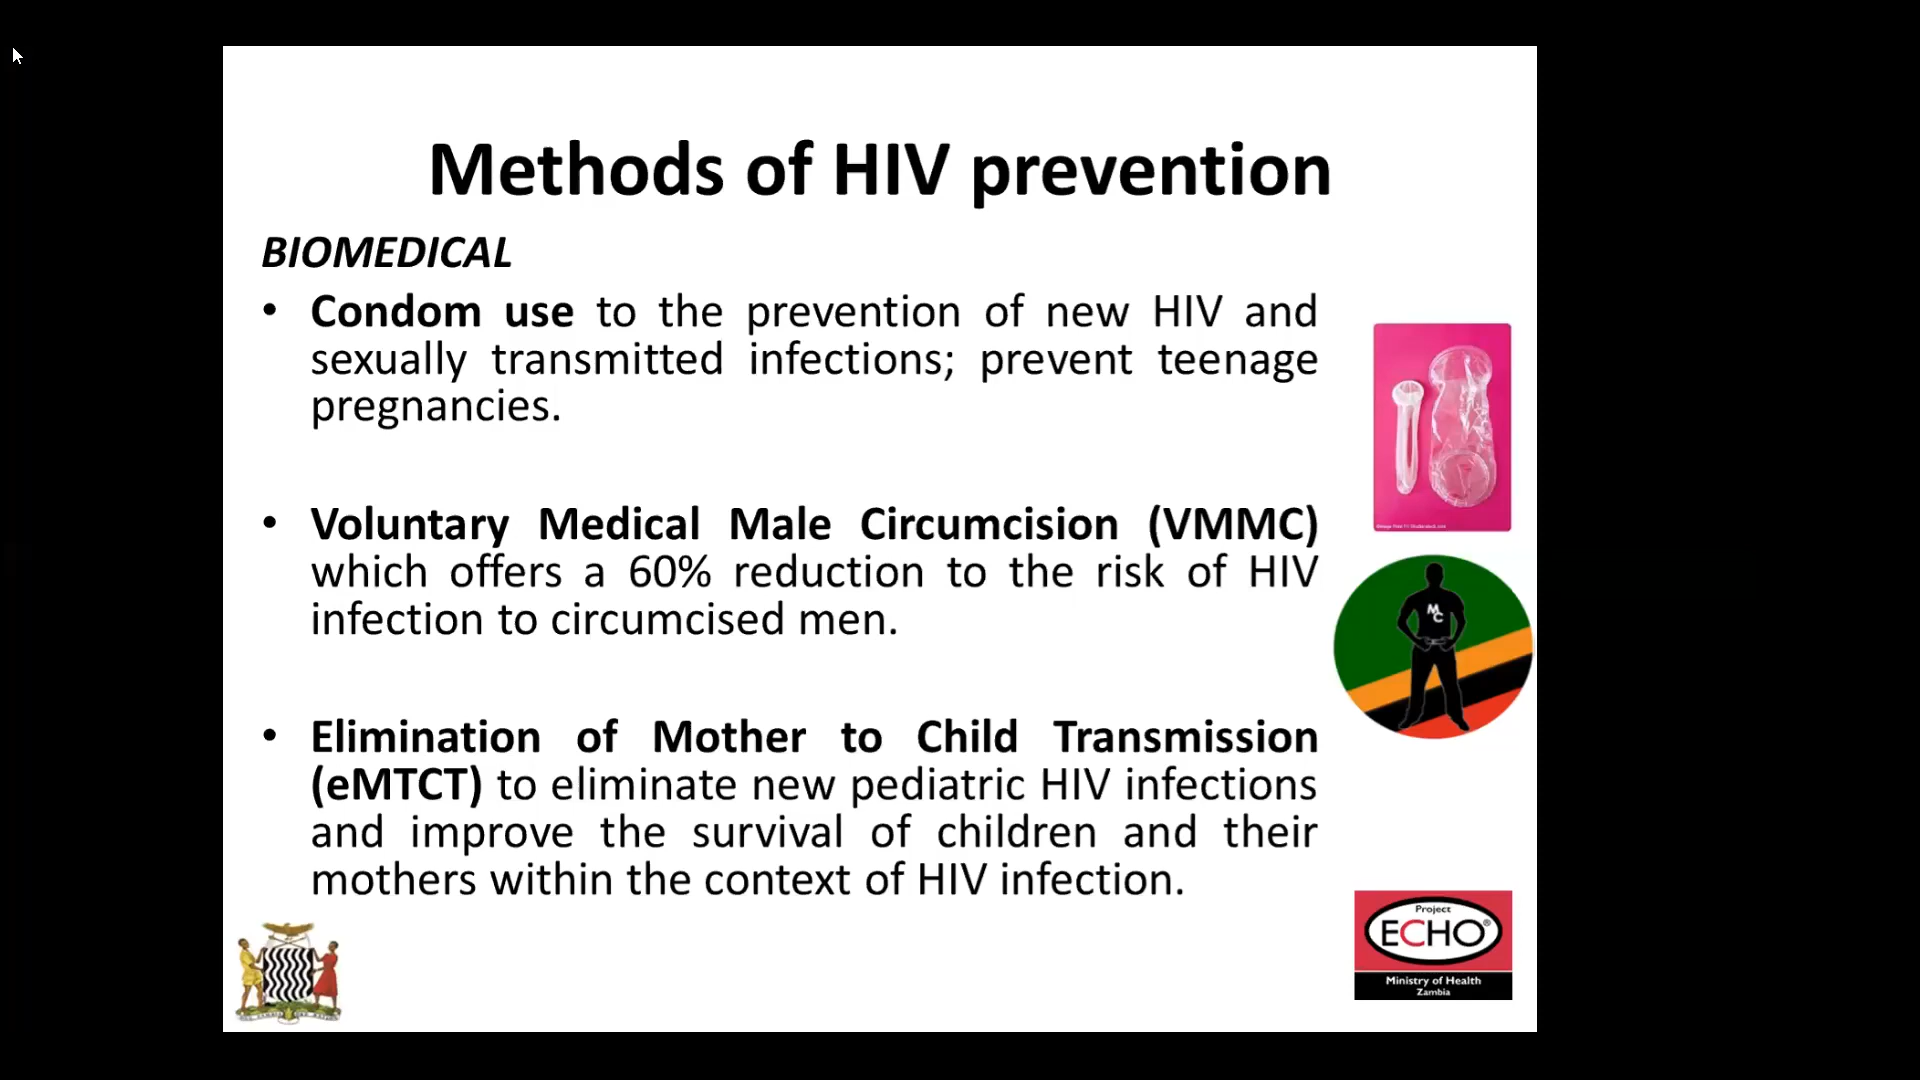 Methods of HIV prevention
BIOMEDICAL
• Condom use to the prevention of new HIV and
sexually transmitted infections; prevent teenage
pregnancies.
• Voluntary Medical Male Circumcision (VMMC)
which offers a 60% reduction to the risk of HIV
infection to circumcised men.
• Elimination of Mother to Child Transmission
(eMTCT) to eliminate new pediatric HIV infections
and improve the survival of children and their
mothers within the context of HIV infection.
MC
Project
ECHO®
Ministry of Health
Zambia